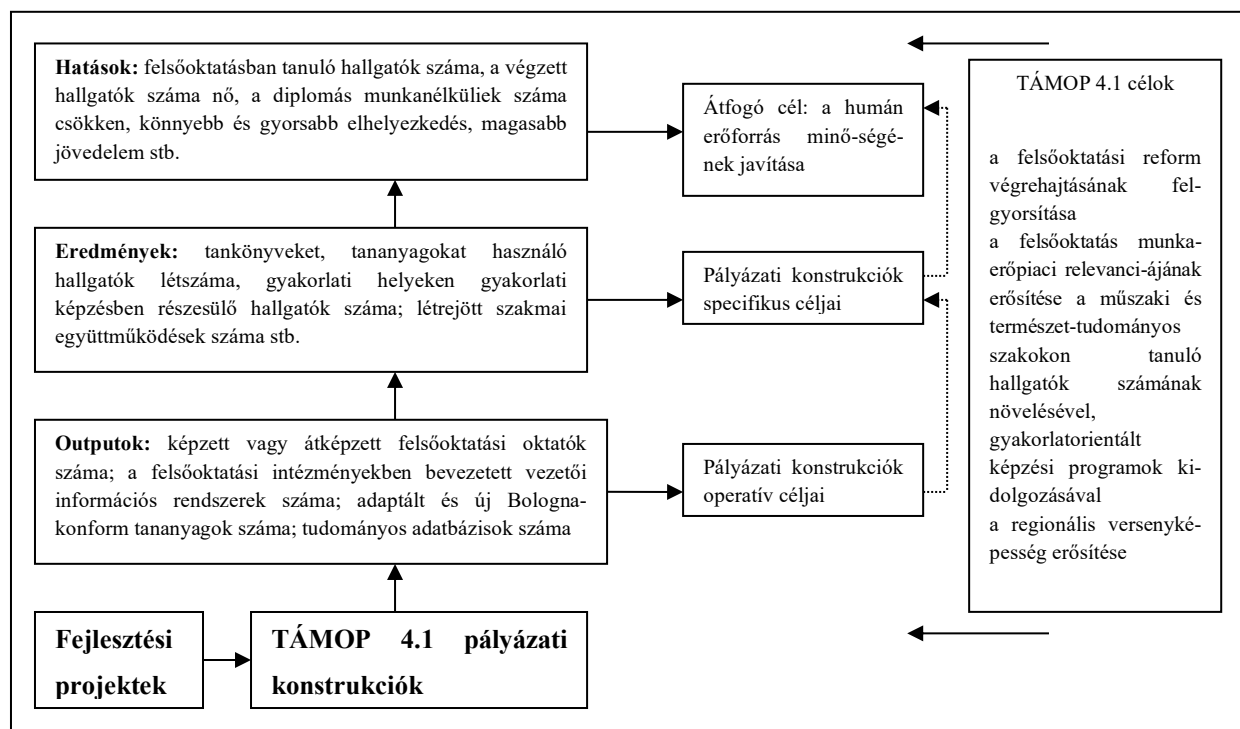 Hatások: felsőoktatásban tanuló hallgatók száma, a végzett
hallgatók száma nő, a diplomás munkanélküliek száma
csökken, könnyebb és gyorsabb elhelyezkedés, magasabb
jövedelem stb.
Átfogó cél: a humán
erőforrás minő-ségé-
nek javítása
Eredmények: tankönyveket, tananyagokat használó
hallgatók létszáma, gyakorlati helyeken gyakorlati
képzésben részesülő hallgatók száma; létrejött szakmai
együttműködések száma stb.
Pályázati konstrukciók
specifikus céljai
Outputok: képzett vagy átképzett felsőoktatási oktatók
száma; a felsőoktatási intézményekben bevezetett vezetői
információs rendszerek száma; adaptált és új Bologna-
konform tananyagok száma; tudományos adatbázisok száma
Pályázati konstrukciók
operatív céljai
Fejlesztési
projektek
TÁMOP 4.1 pályázati
konstrukciók
TÁMOP 4.1 célok
a felsőoktatási reform
végrehajtásának fel-
gyorsítása
a felsőoktatás munka-
erőpiaci relevanci-ájának
erősítése a műszaki és
természet-tudományos
szakokon tanuló
hallgatók számának
növelésével,
gyakorlatorientált
képzési programok ki-
dolgozásával
a regionális versenyké-
pesség erősítése